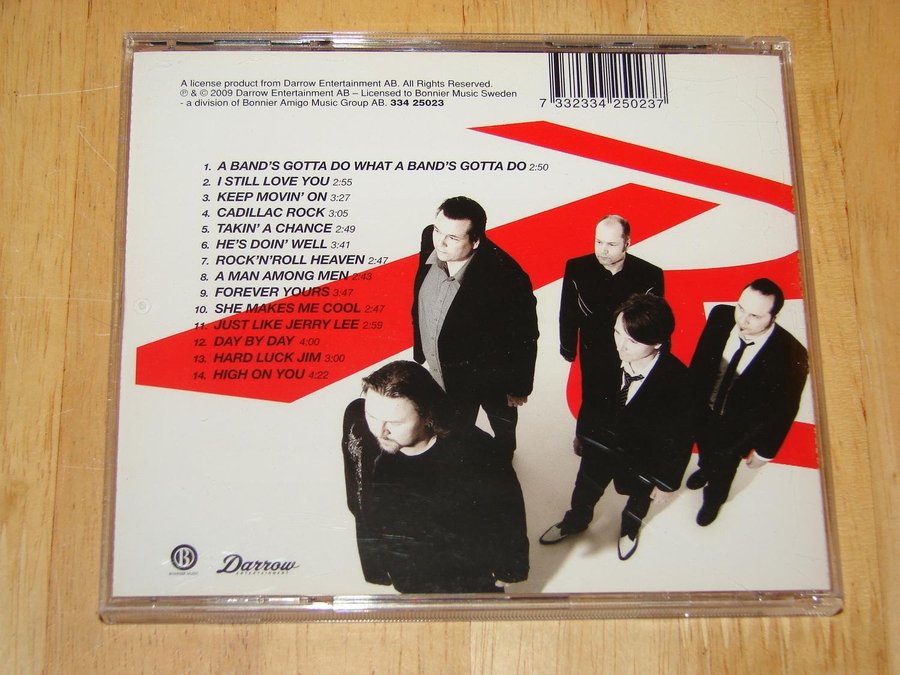 A license product from Darrow Entertainment AB. All Rights Reserved.
℗ & © 2009 Darrow Entertainment AB – Licensed to Bonnier Music Sweden
- a division of Bonnier Amigo Music Group AB. 334 25023
7 332334 250237
1. A BAND'S GOTTA DO WHAT A BAND'S GOTTA DO 2:50
2. I STILL LOVE YOU 2:55
3. KEEP MOVIN' ON 3:27
4. CADILLAC ROCK 3:05
5. TAKIN' A CHANCE 2:49
6. HE'S DOIN' WELL 3:41
7. ROCK'N'ROLL HEAVEN 2:47
8. A MAN AMONG MEN 2:43
9. FOREVER YOURS 3:47
10. SHE MAKES ME COOL 2:47
11. JUST LIKE JERRY LEE 2:59
12. DAY BY DAY 4:00
13. HARD LUCK JIM 3:00
14. HIGH ON YOU 4:22
B
BONNIER MUSIC
Darrow
ENTERTAINMENT